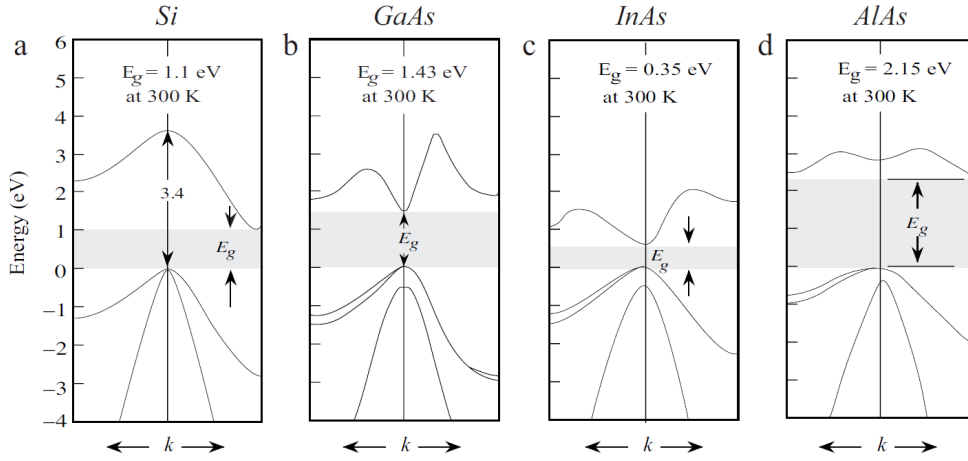 Si
GaAs
InAs
AlAs
a
b
c
d
Energy (eV)
6
5
4
3
2
1
0
−1
−2
−3
−4
Eg = 1.1 eV
at 300 K
3.4
Eg
k
Eg = 1.43 eV
at 300 K
Eg
k
Eg = 0.35 eV
at 300 K
Eg
k
Eg = 2.15 eV
at 300 K
Eg
k